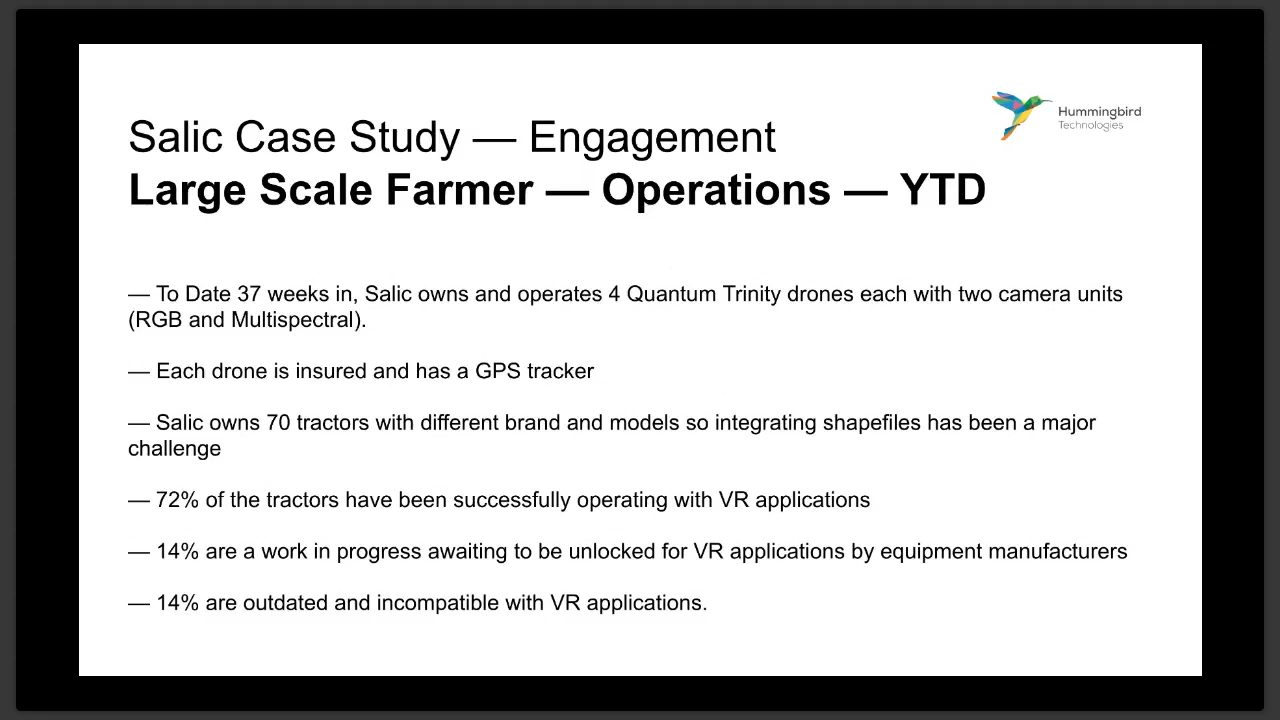 Hummingbird
Technologies
Salic Case Study — Engagement
Large Scale Farmer — Operations — YTD
— To Date 37 weeks in, Salic owns and operates 4 Quantum Trinity drones each with two camera units
(RGB and Multispectral).
— Each drone is insured and has a GPS tracker
— Salic owns 70 tractors with different brand and models so integrating shapefiles has been a major
challenge
— 72% of the tractors have been successfully operating with VR applications
— 14% are a work in progress awaiting to be unlocked for VR applications by equipment manufacturers
— 14% are outdated and incompatible with VR applications.